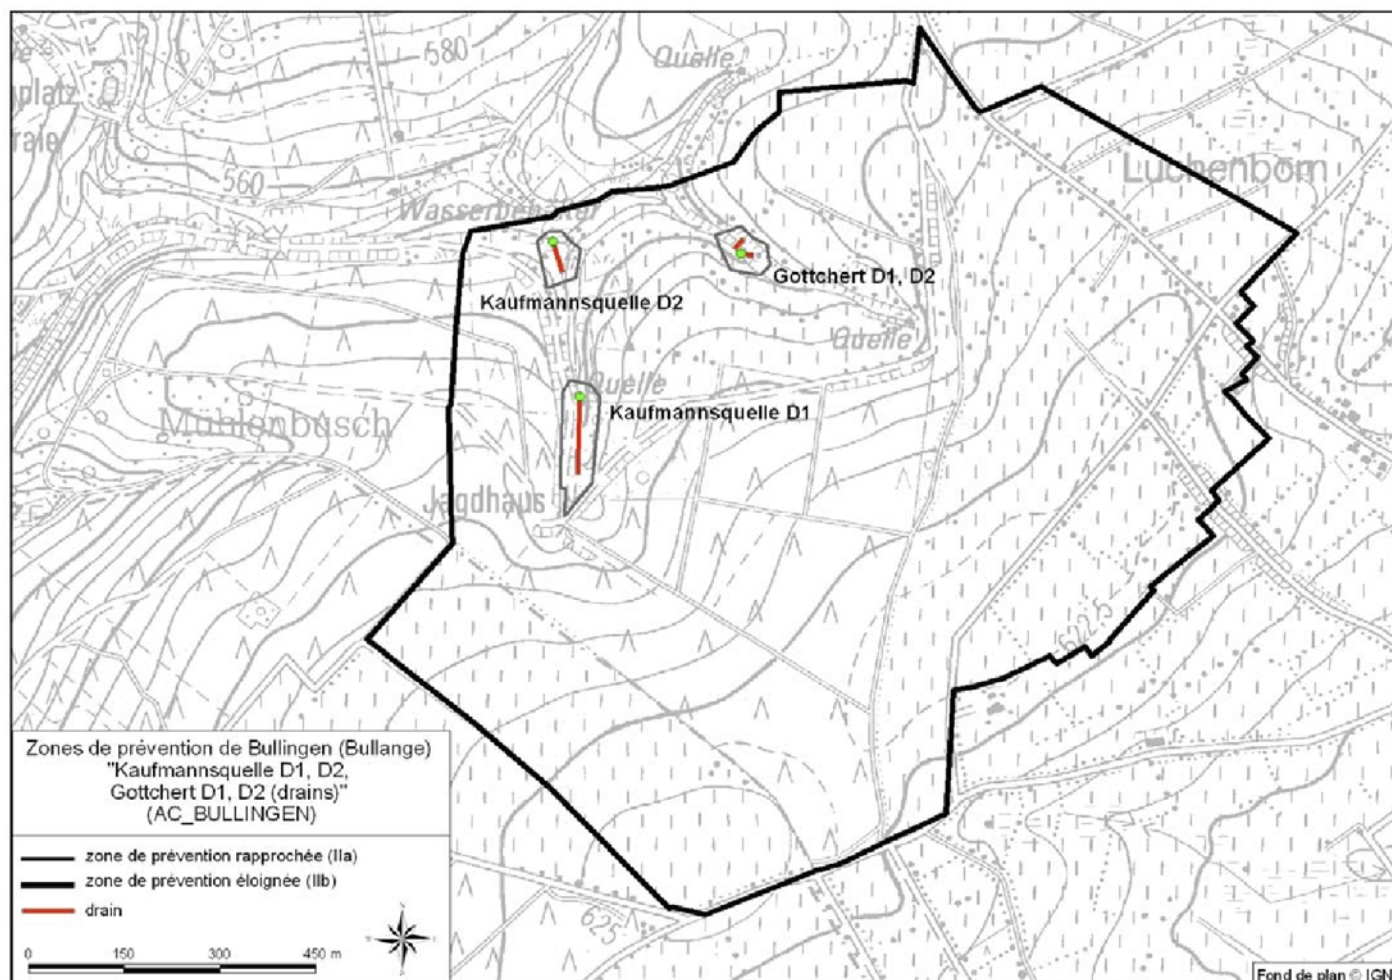 580
Quelle
platz
rale
560
Luchenborn
Wasserbehälter
Gottchert D1, D2
Kaufmannsquelle D2
Quelle
Quelle
Kaufmannsquelle D1
Mühlenbusch
Jagdhaus
625
Zones de prévention de Bullingen (Bullange)
"Kaufmannsquelle D1, D2,
Gottchert D1, D2 (drains)"
(AC_BULLINGEN)
zone de prévention rapprochée (IIa)
zone de prévention éloignée (IIb)
drain
0 150 300 450 m
625
Fond de plan © IGN